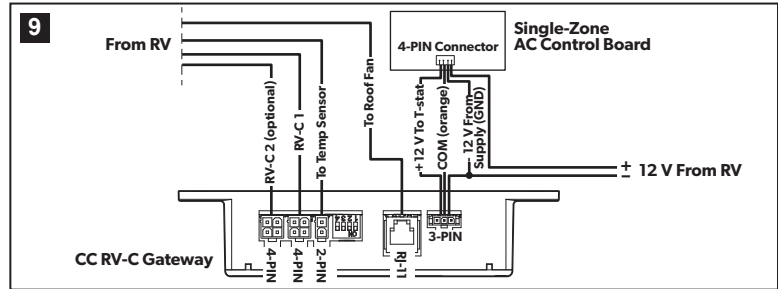 9
From RV
Single-Zone
AC Control Board
4-PIN Connector
RV-C 2 (optional)
RV-C 1
To Temp Sensor
To Roof Fan
+12 V To T-stat
COM (orange)
12 V From
Supply (GND)
+
–
12 V From RV
CC RV-C Gateway
4-PIN
4-PIN
2-PIN
RJ-11
3-PIN